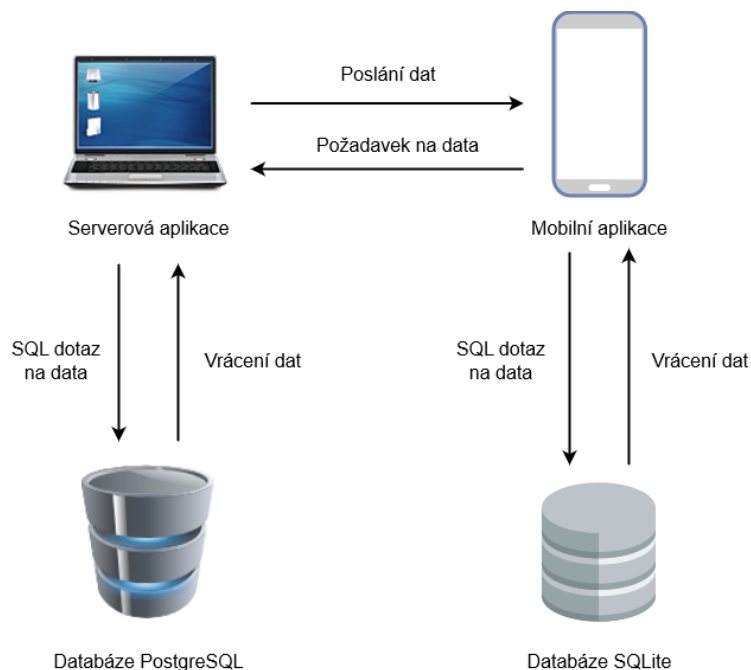 Poslání dat
Požadavek na data
Serverová aplikace
Mobilní aplikace
SQL dotaz
na data
Vrácení dat
SQL dotaz
na data
Vrácení dat
Databáze PostgreSQL
Databáze SQLite